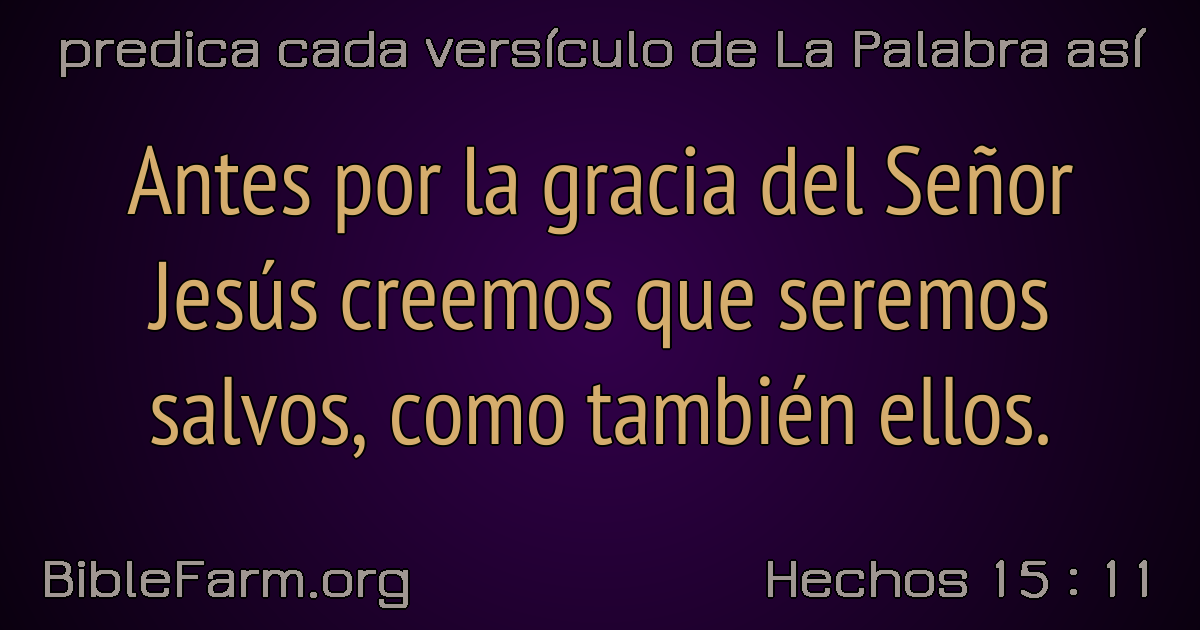 predica cada versículo de La Palabra así
Antes por la gracia del Señor
Jesús creemos que seremos
salvos, como también ellos.
BibleFarm.org
Hechos 15 : 11